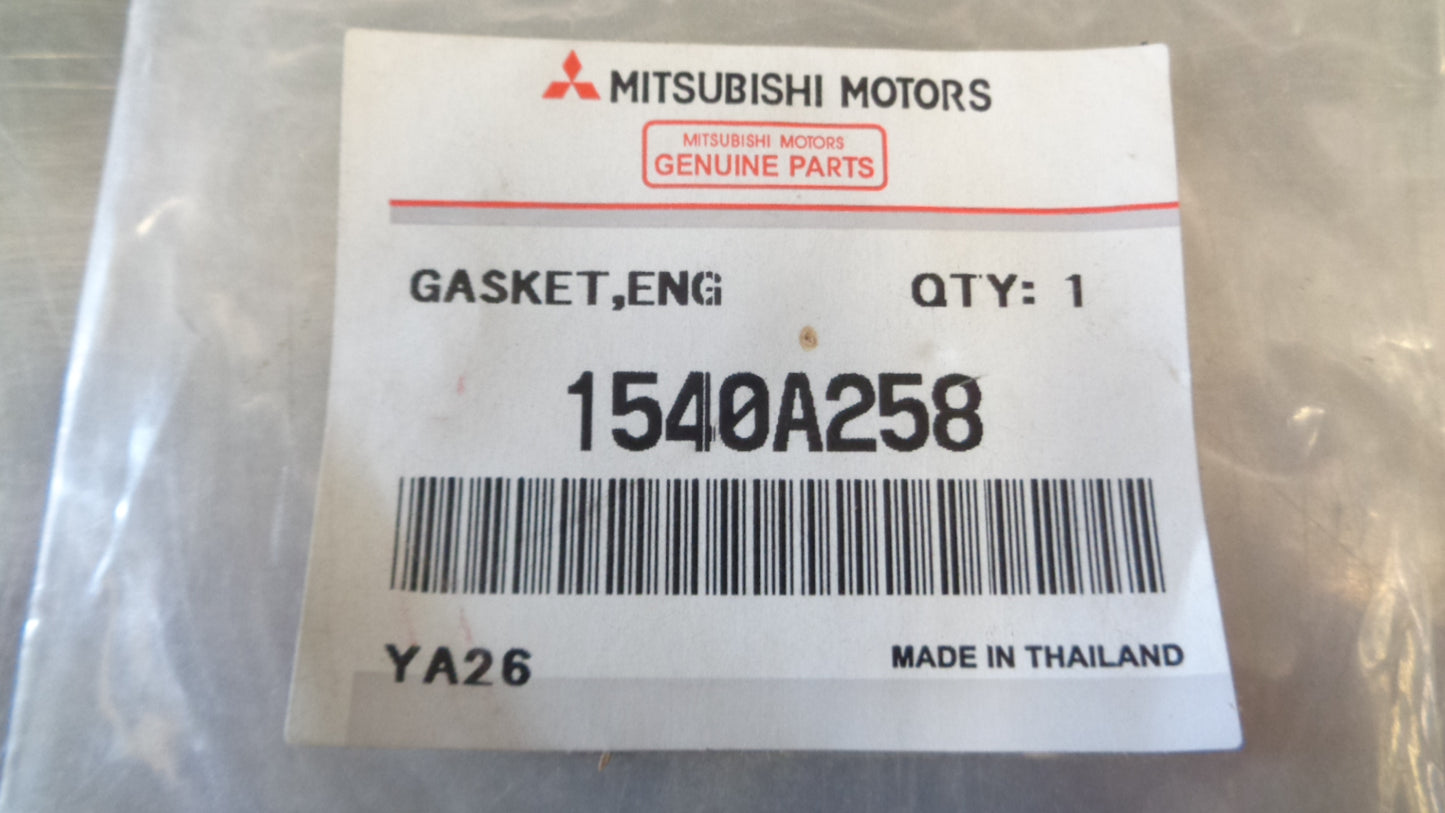 MITSUBISHI MOTORS
MITSUBISHI MOTORS
GENUINE PARTS
GASKET,ENG QTY: 1
1540A258
YA26 MADE IN THAILAND